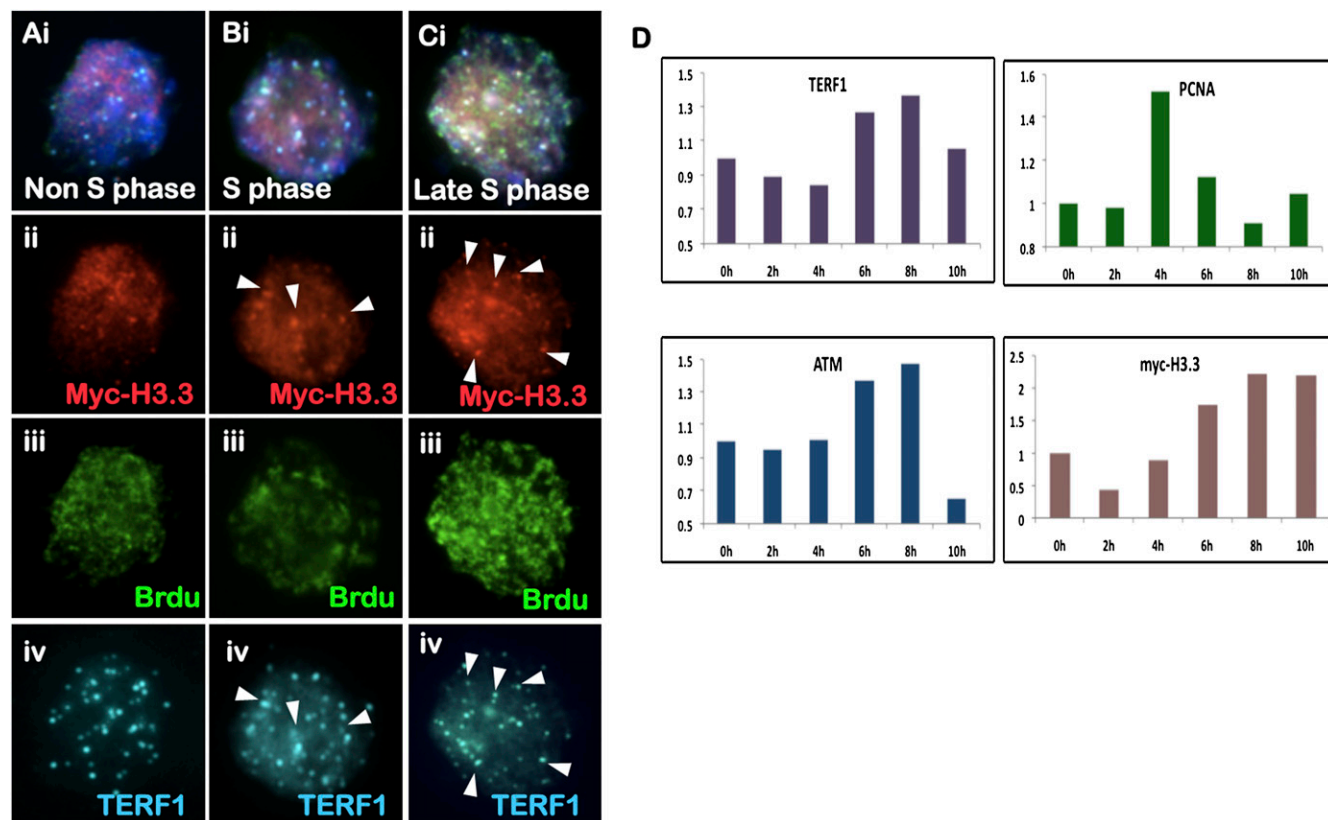 Ai
Bi
Ci
Non S phase
S phase
Late S phase
ii
ii
ii
Myc-H3.3
Myc-H3.3
Myc-H3.3
iii
iii
iii
Brdu
Brdu
Brdu
iv
iv
iv
TERF1
TERF1
TERF1
D
TERF1
1.5
1.3
1.1
0.9
0.7
0.5
0h 2h 4h 6h 8h 10h
PCNA
1.6
1.4
1.2
1
0.8
0h 2h 4h 6h 8h 10h
ATM
1.5
1.3
1.1
0.9
0.7
0.5
0h 2h 4h 6h 8h 10h
myc-H3.3
2.5
2
1.5
1
0.5
0
0h 2h 4h 6h 8h 10h